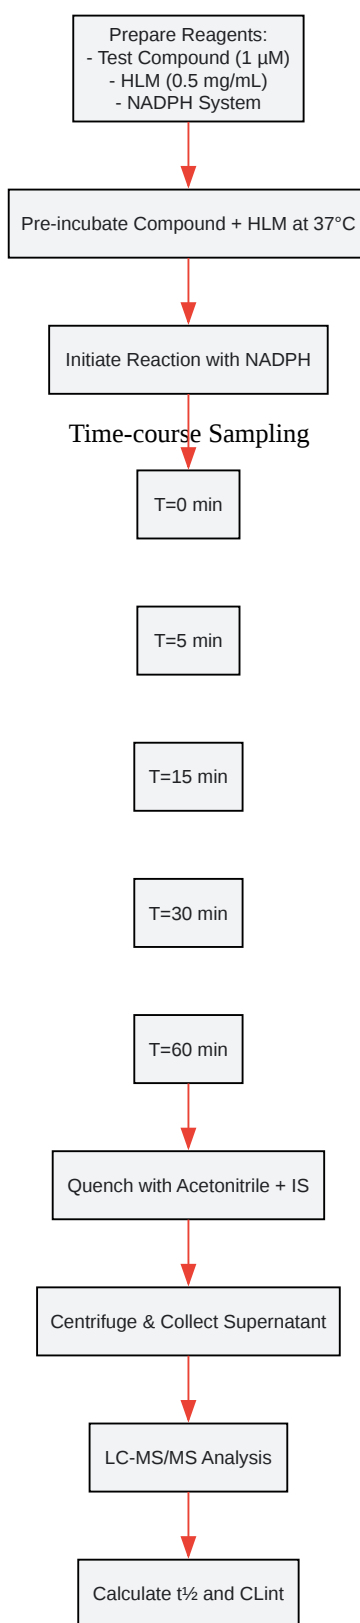 Prepare Reagents:
- Test Compound (1 µM)
- HLM (0.5 mg/mL)
- NADPH System
Pre-incubate Compound + HLM at 37°C
Initiate Reaction with NADPH
Time-course Sampling
T=0 min
T=5 min
T=15 min
T=30 min
T=60 min
Quench with Acetonitrile + IS
Centrifuge & Collect Supernatant
LC-MS/MS Analysis
Calculate t½ and CLint